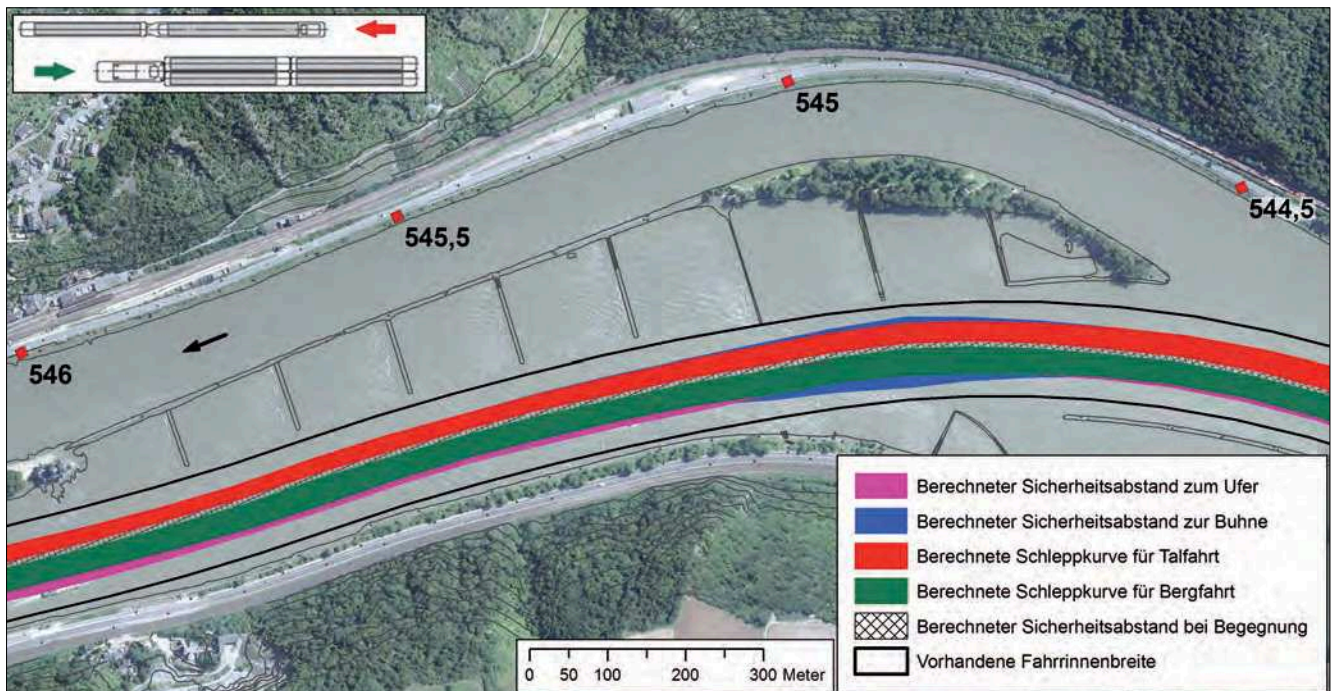 545
544,5
545,5
546
Berechneter Sicherheitsabstand zum Ufer
Berechneter Sicherheitsabstand zur Buhne
Berechnete Schleppkurve für Talfahrt
Berechnete Schleppkurve für Bergfahrt
Berechneter Sicherheitsabstand bei Begegnung
Vorhandene Fahrrinnenbreite
0 50 100 200 300 Meter